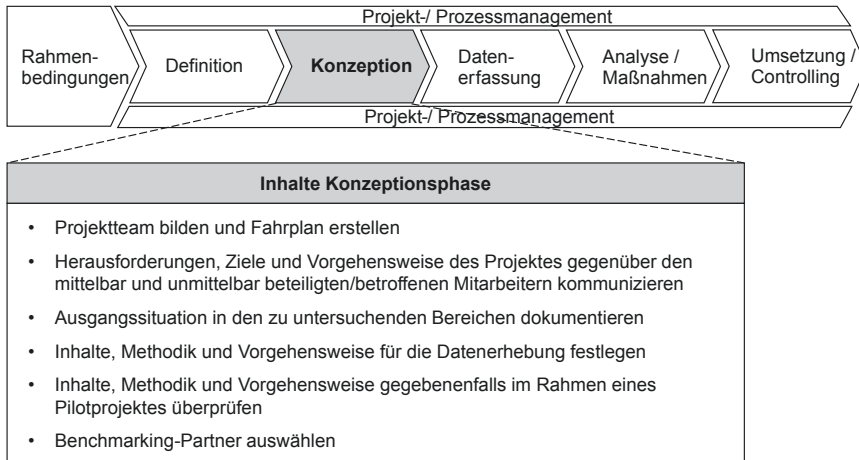 Projekt-/ Prozessmanagement
Rahmen-
bedingungen
Definition
Konzeption
Daten-
erfassung
Analyse /
Maßnahmen
Umsetzung /
Controlling
Projekt-/ Prozessmanagement
Inhalte Konzeptionsphase
• Projektteam bilden und Fahrplan erstellen
• Herausforderungen, Ziele und Vorgehensweise des Projektes gegenüber den
mittelbar und unmittelbar beteiligten/betroffenen Mitarbeitern kommunizieren
• Ausgangssituation in den zu untersuchenden Bereichen dokumentieren
• Inhalte, Methodik und Vorgehensweise für die Datenerhebung festlegen
• Inhalte, Methodik und Vorgehensweise gegebenenfalls im Rahmen eines
Pilotprojektes überprüfen
• Benchmarking-Partner auswählen